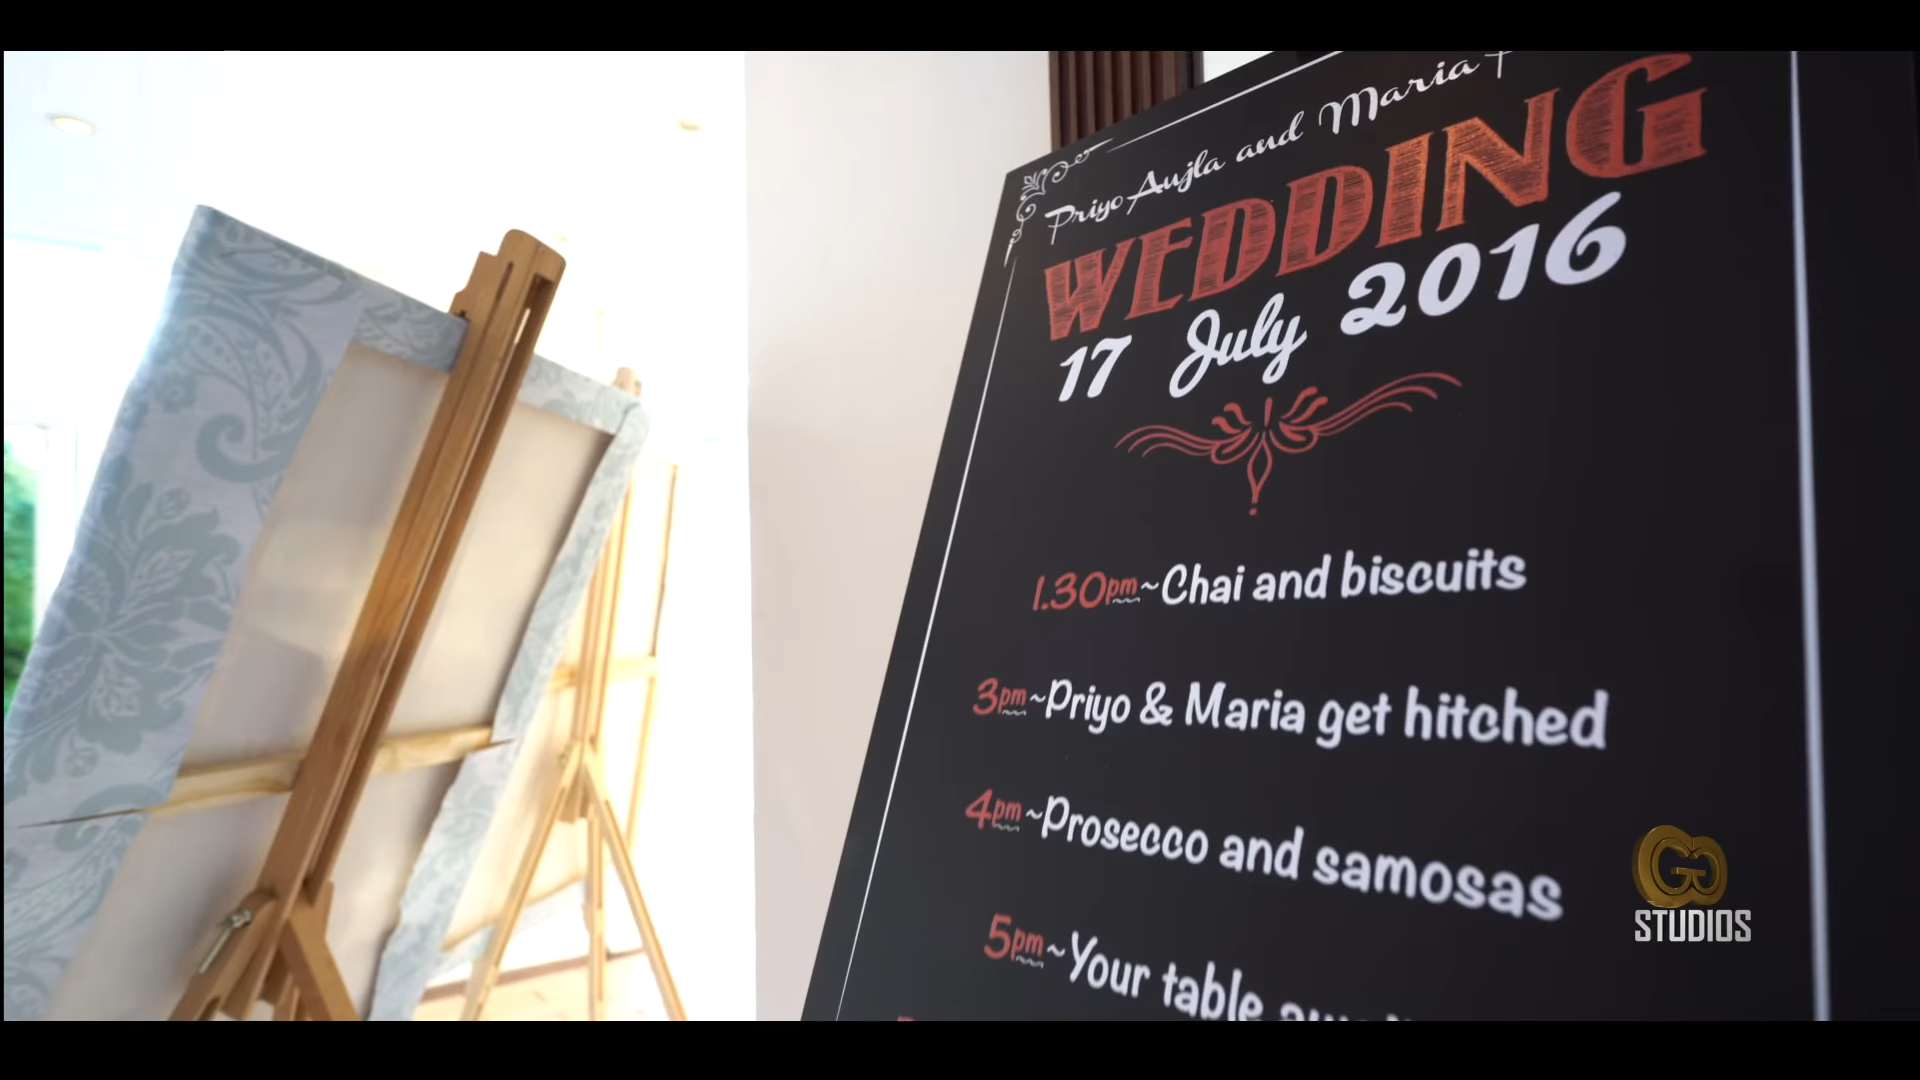 Priyo Aujla and Maria
WEDDING
17 July 2016
1.30pm~Chai and biscuits
3pm~Priyo & Maria get hitched
4pm~Prosecco and samosas
5pm~Your table
GG
STUDIOS